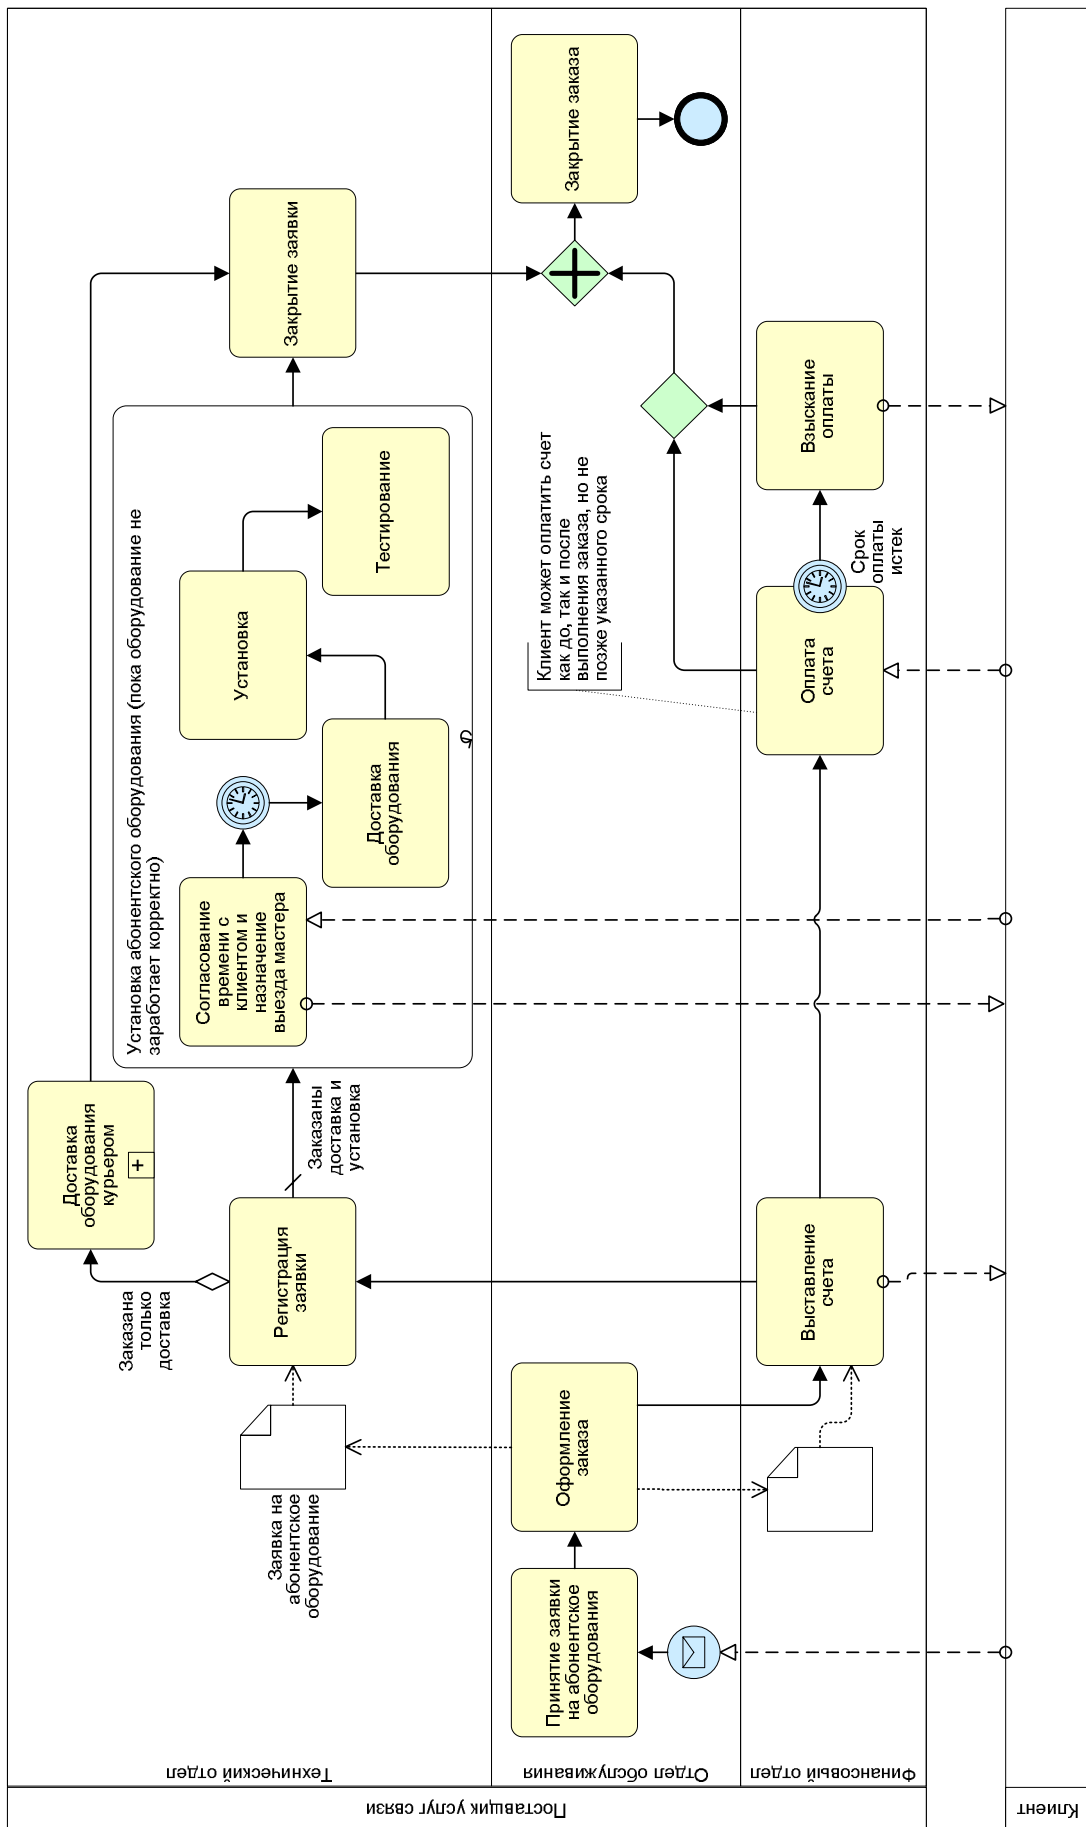 Поставщик услуг связи
Технический отдел
Отдел обслуживания
Финансовый отдел
Клиент
Заявка на
абонентское
оборудование
Заказана
только
доставка
Регистрация
заявки
Доставка
оборудования
курьером
Заказаны
доставка и
установка
Установка абонентского оборудования (пока оборудование не
заработает корректно)
Согласование
времени с
клиентом и
назначение
выезда мастера
Доставка
оборудования
Установка
Тестирование
Закрытие заявки
Принятие заявки
на абонентское
оборудования
Оформление
заказа
Клиент может оплатить счет
как до, так и после
выполнения заказа, но не
позже указанного срока
Закрытие заказа
Выставление
счета
Оплата
счета
Срок
оплаты
истек
Взыскание
оплаты